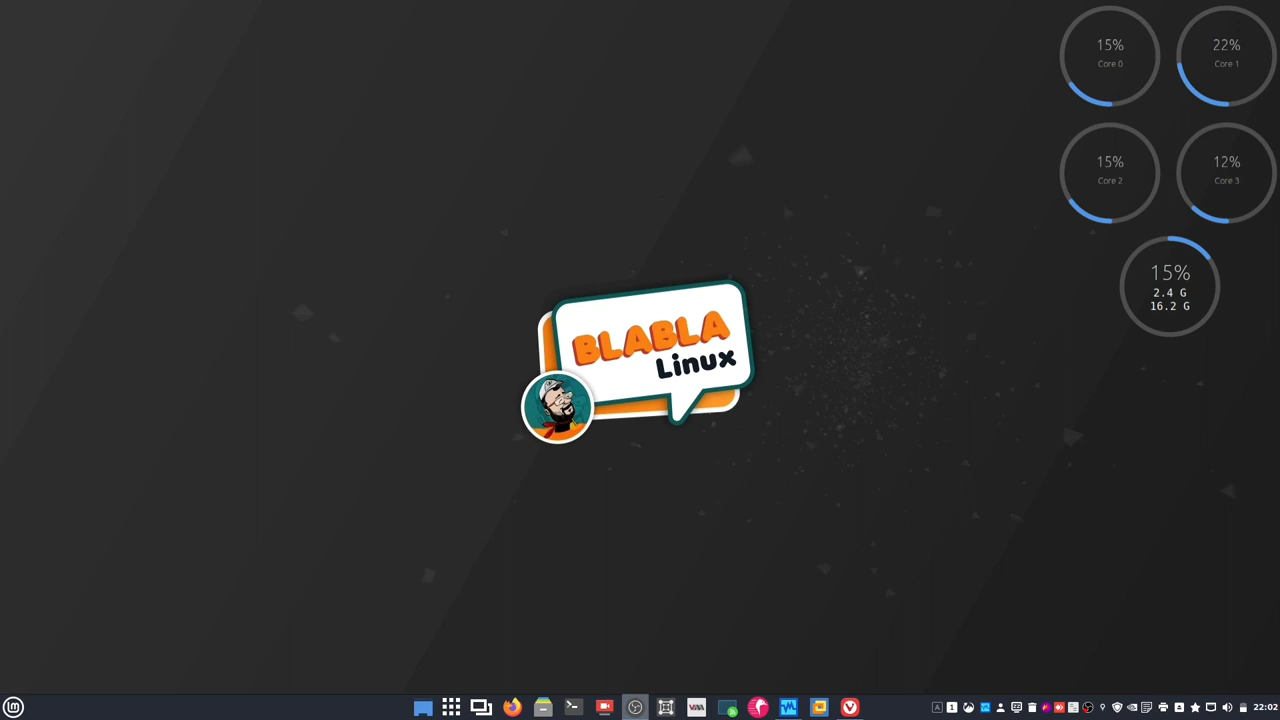 15%
Core 0
22%
Core 1
15%
Core 2
12%
Core 3
15%
2.4 G
16.2 G
BLABLA
Linux
22:02